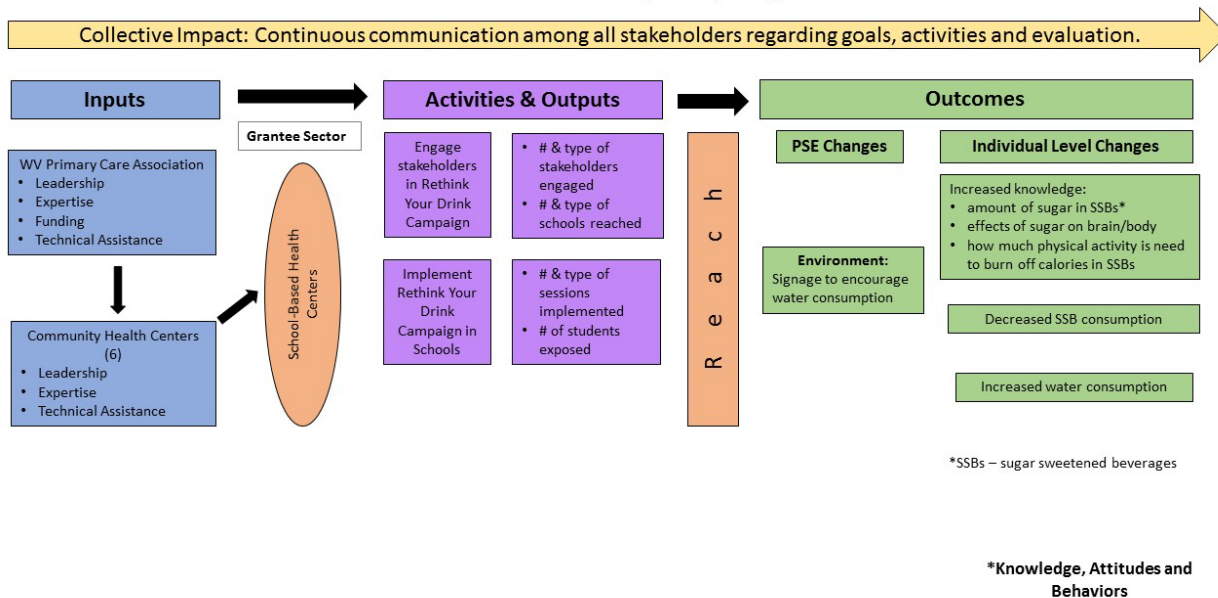 Collective Impact: Continuous communication among all stakeholders regarding goals, activities and evaluation.
Inputs
Activities & Outputs
Outcomes
Grantee Sector
WV Primary Care Association
• Leadership
• Expertise
• Funding
• Technical Assistance
Community Health Centers
(6)
• Leadership
• Expertise
• Technical Assistance
School-Based Health
Centers
Engage
stakeholders
in Rethink
Your Drink
Campaign
• # & type of
stakeholders
engaged
• # & type of
schools reached
Implement
Rethink Your
Drink
Campaign in
Schools
• # & type of
sessions
implemented
• # of students
exposed
Reach
PSE Changes
Environment:
Signage to encourage
water consumption
Individual Level Changes
Increased knowledge:
• amount of sugar in SSBs*
• effects of sugar on brain/body
• how much physical activity is need
to burn off calories in SSBs
Decreased SSB consumption
Increased water consumption
*SSBs – sugar sweetened beverages
*Knowledge, Attitudes and
Behaviors